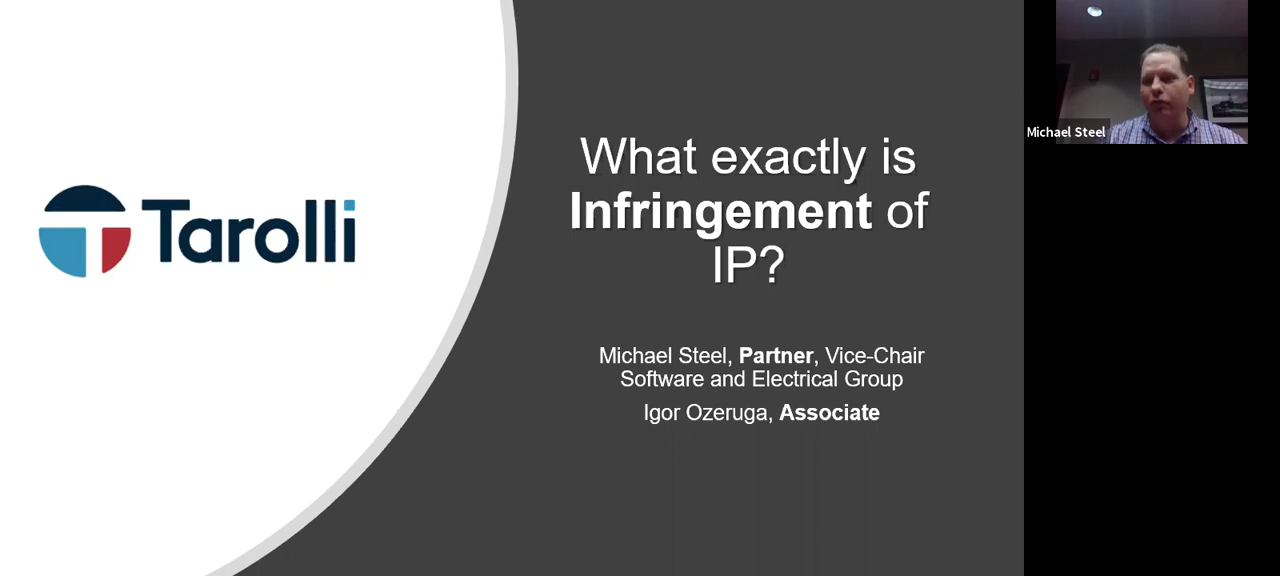 Tarolli
What exactly is
Infringement of
IP?
Michael Steel, Partner, Vice-Chair
Software and Electrical Group
Igor Ozeruga, Associate
Michael Steel